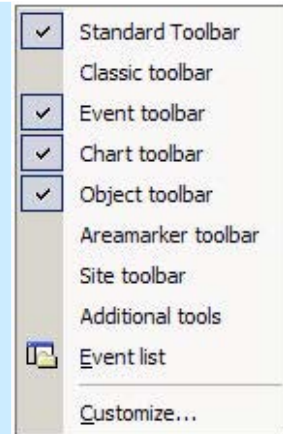 Standard Toolbar
Classic toolbar
Event toolbar
Chart toolbar
Object toolbar
Areamarker toolbar
Site toolbar
Additional tools
Event list
Customize...